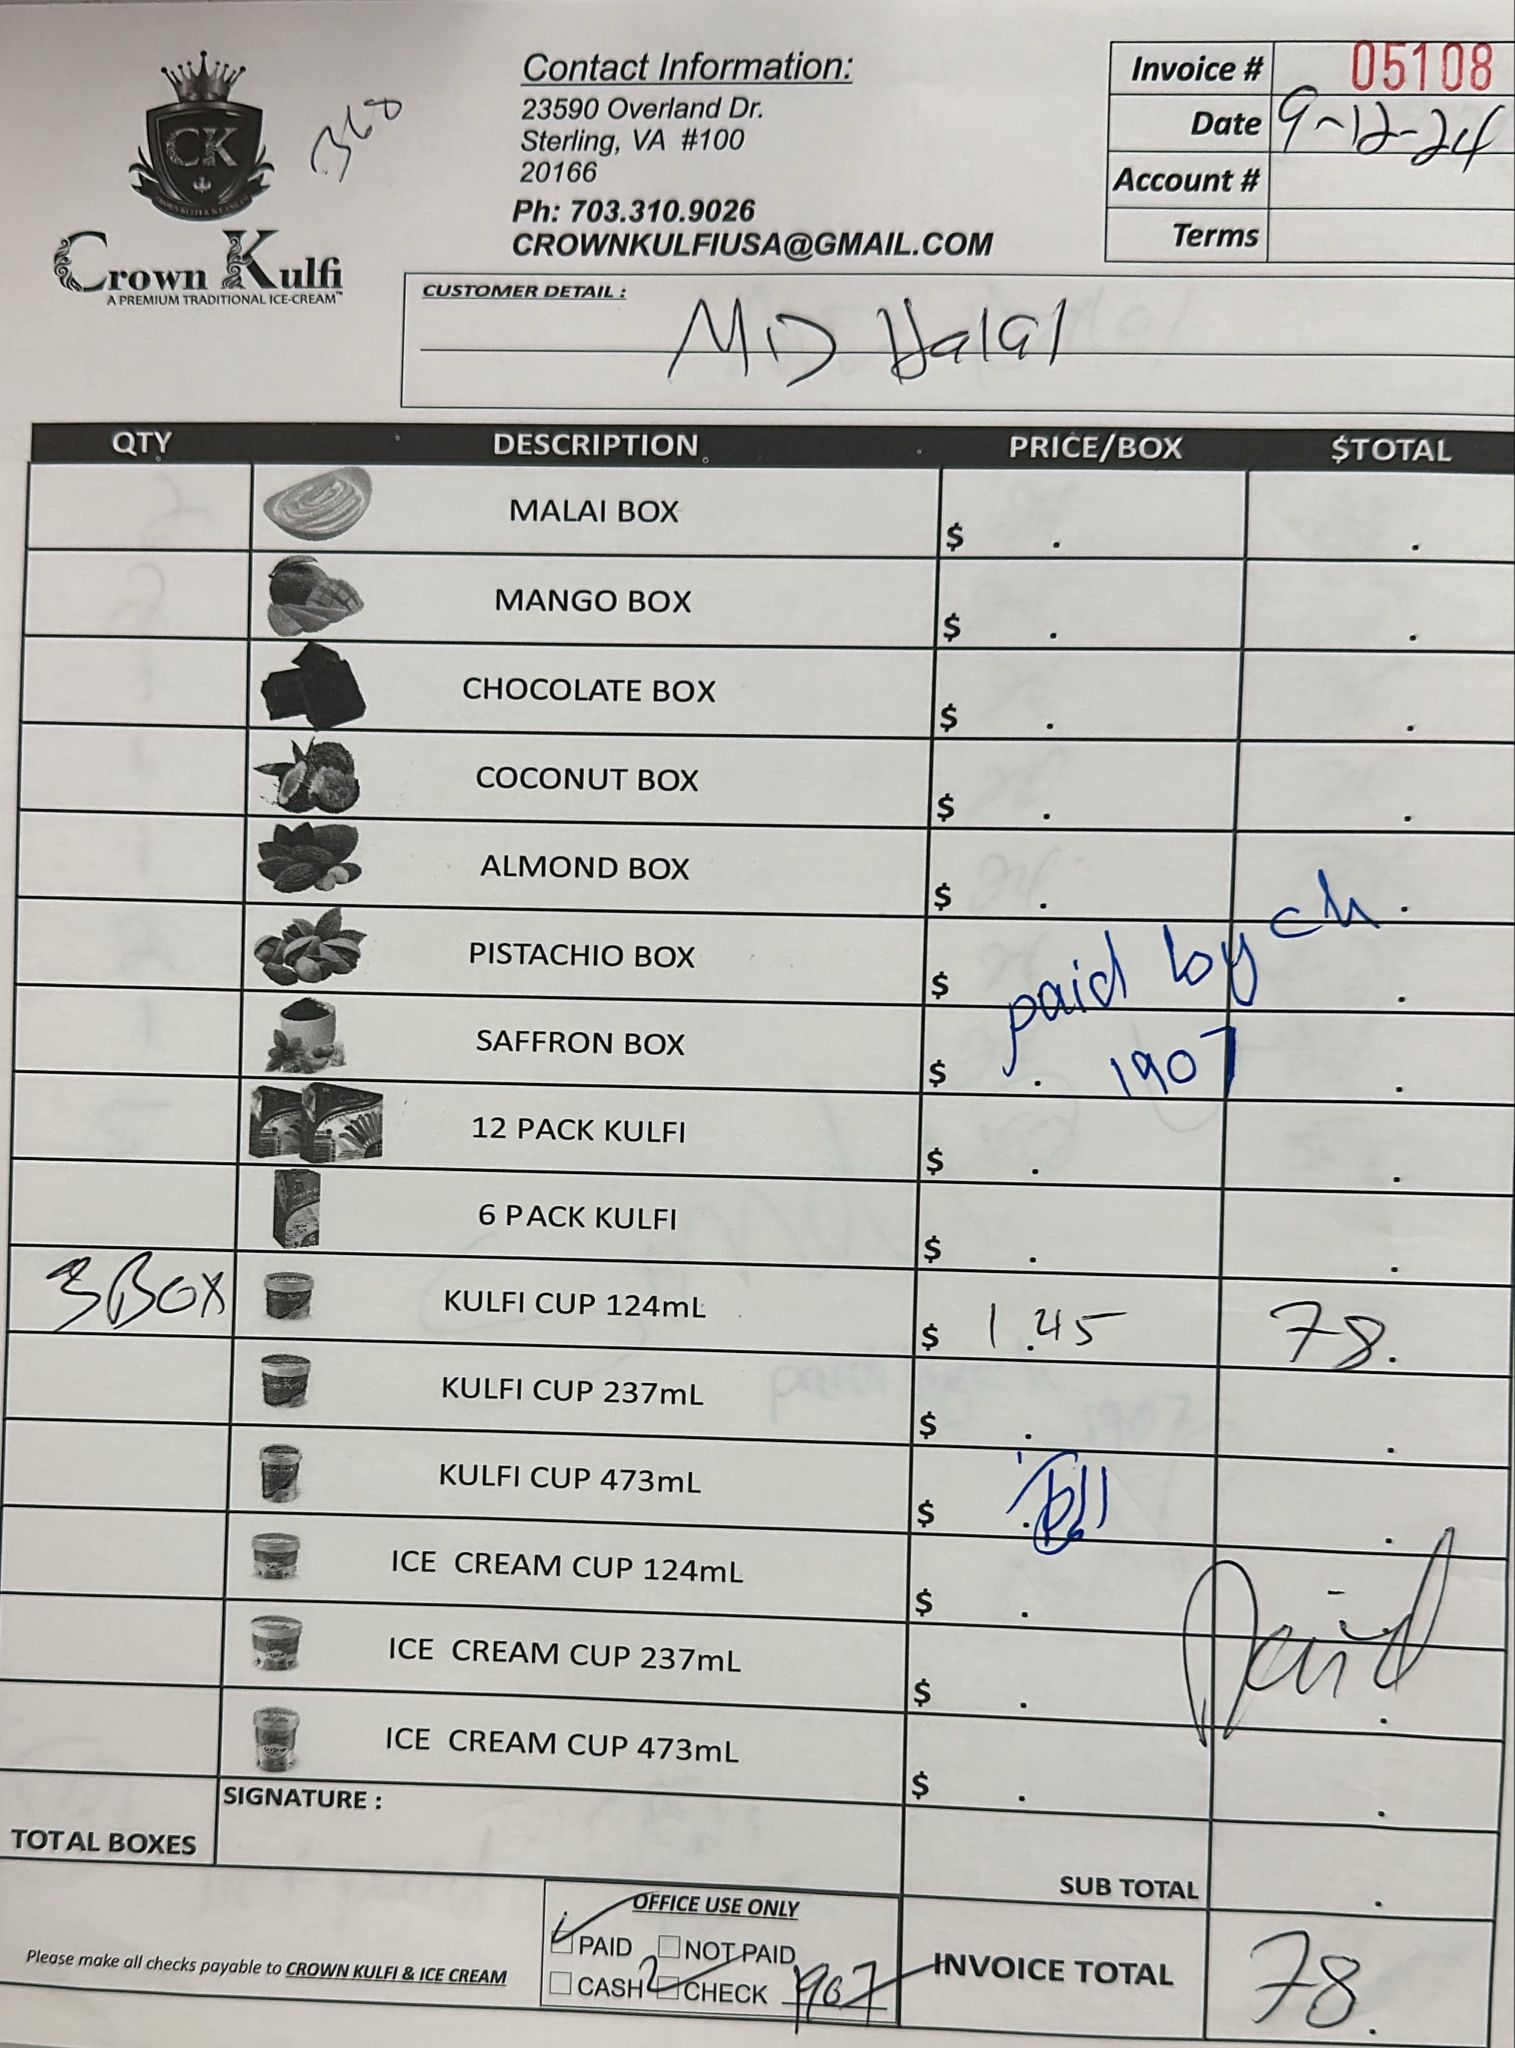 CK
Crown Kulfi
A PREMIUM TRADITIONAL ICE-CREAM™
360
Contact Information:
23590 Overland Dr.
Sterling, VA #100
20166
Ph: 703.310.9026
CROWNKULFIUSA@GMAIL.COM
Invoice # 05108
Date 9-12-24
Account #
Terms
CUSTOMER DETAIL :
MD Halal
QTY DESCRIPTION PRICE/BOX $TOTAL
MALAI BOX $ . .
MANGO BOX $ . .
CHOCOLATE BOX $ . .
COCONUT BOX $ . .
ALMOND BOX $ . .
PISTACHIO BOX $ .
paid by ch
SAFFRON BOX $ . .
1907
12 PACK KULFI $ . .
6 PACK KULFI $ . .
3 BOX KULFI CUP 124mL $ 1.45 78.
KULFI CUP 237mL $ . .
KULFI CUP 473mL $ . .
ICE CREAM CUP 124mL $ .
Paid
ICE CREAM CUP 237mL $ . .
ICE CREAM CUP 473mL $ . .
TOTAL BOXES
SIGNATURE :
SUB TOTAL .
Please make all checks payable to CROWN KULFI & ICE CREAM
OFFICE USE ONLY
PAID NOT PAID
CASH CHECK 1907
INVOICE TOTAL 78.